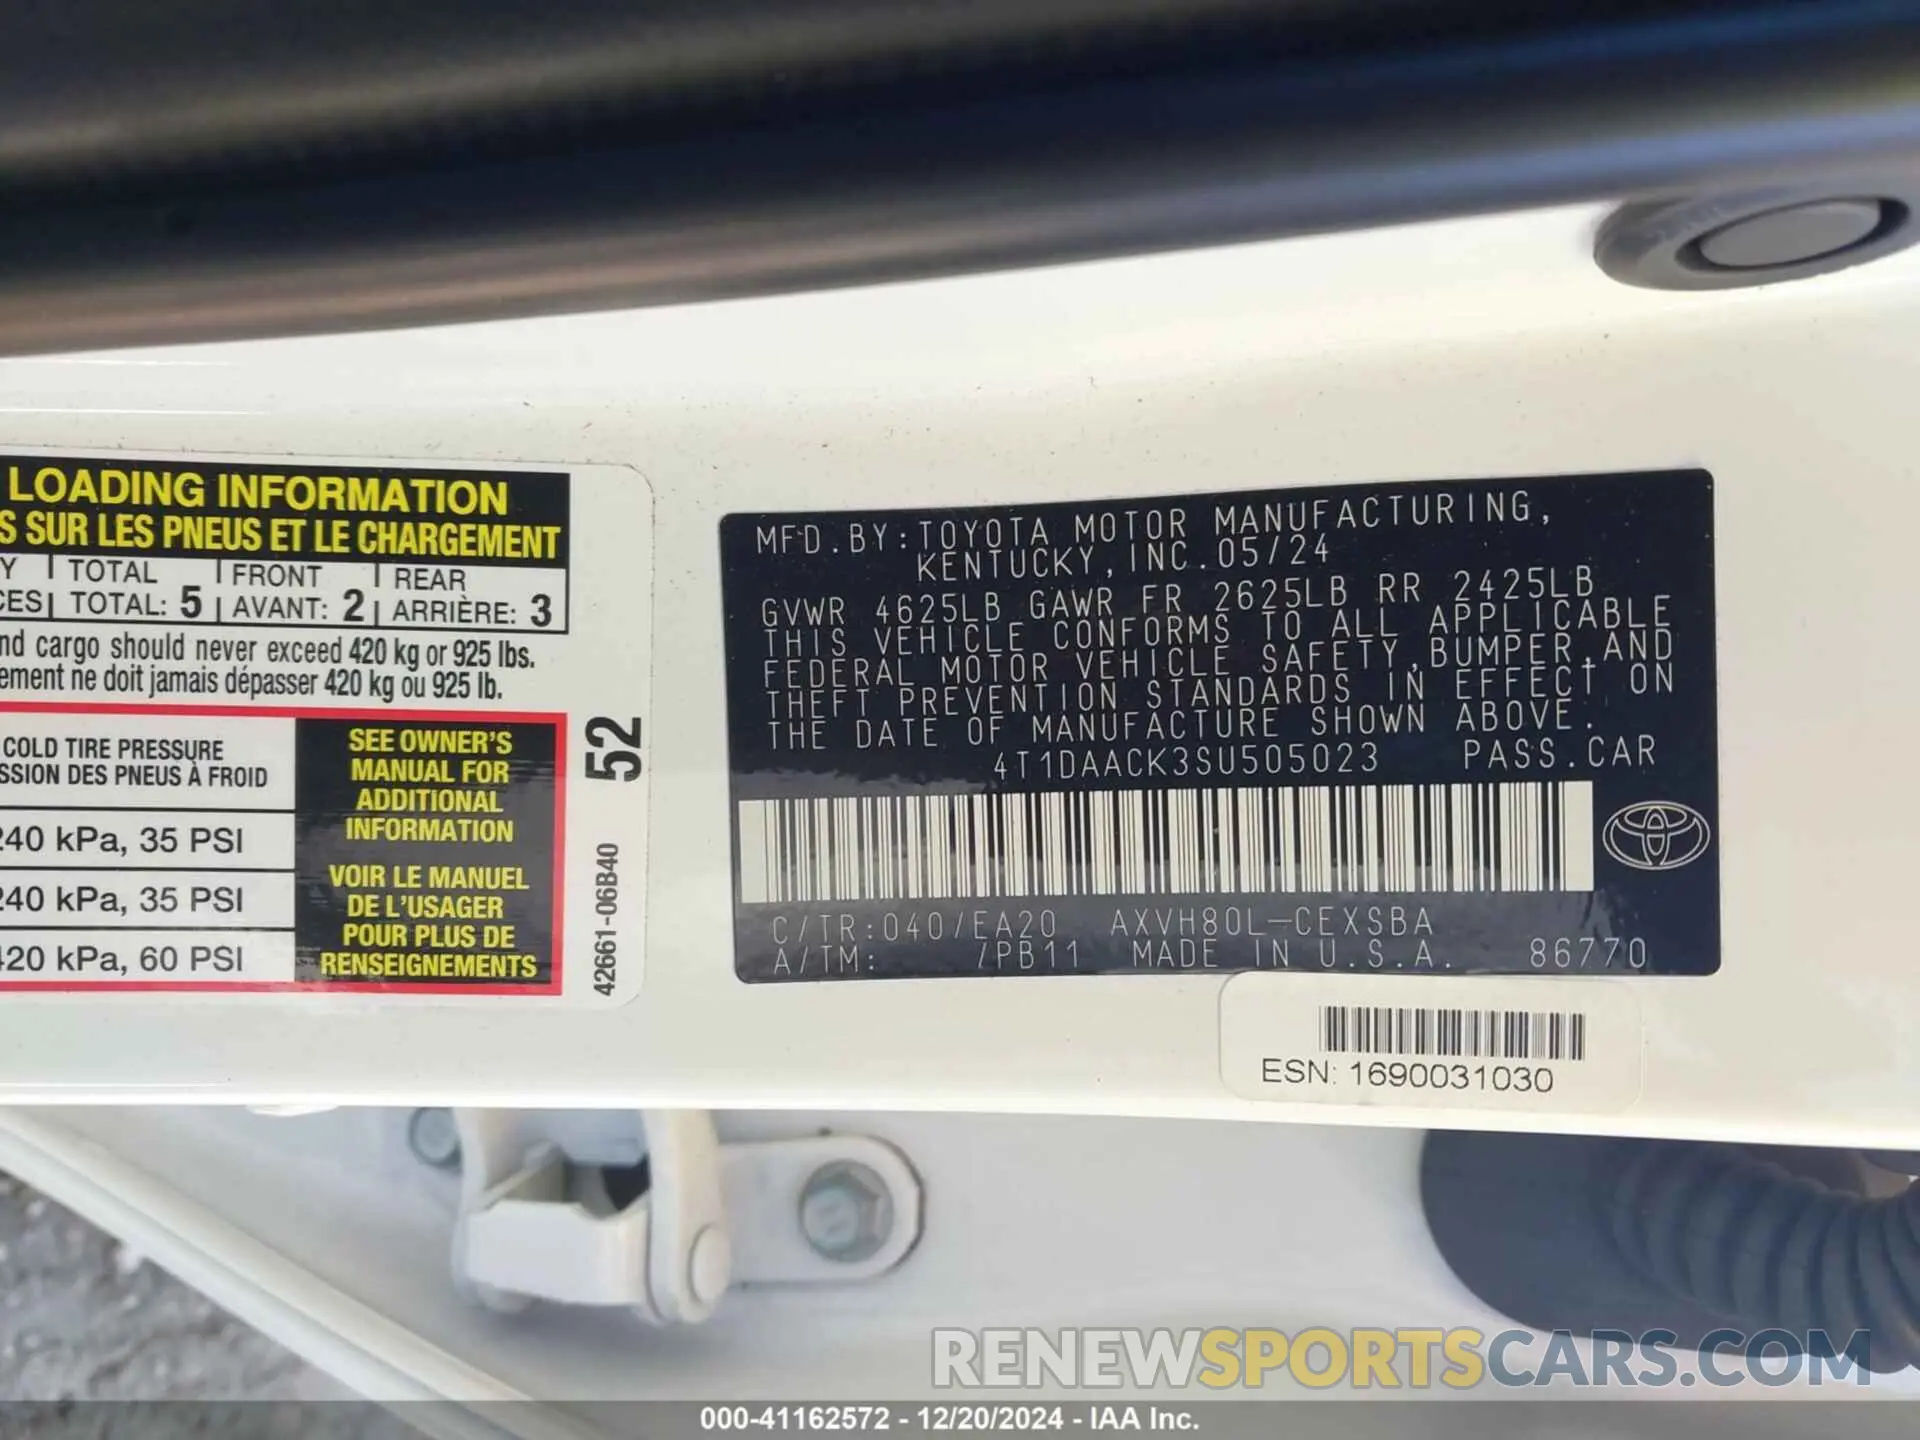 LOADING INFORMATION
S SUR LES PNEUS ET LE CHARGEMENT
Y | TOTAL | FRONT | REAR
CES| TOTAL: 5 | AVANT: 2 | ARRIÈRE: 3
nd cargo should never exceed 420 kg or 925 lbs.
ement ne doit jamais dépasser 420 kg ou 925 lb.
COLD TIRE PRESSURE
SSION DES PNEUS À FROID
240 kPa, 35 PSI
240 kPa, 35 PSI
420 kPa, 60 PSI
SEE OWNER'S
MANUAL FOR
ADDITIONAL
INFORMATION
VOIR LE MANUEL
DE L'USAGER
POUR PLUS DE
RENSEIGNEMENTS
52
42661-06B40
MFD.BY:TOYOTA MOTOR MANUFACTURING,
KENTUCKY,INC.05/24
GVWR 4625LB GAWR FR 2625LB RR 2425LB
THIS VEHICLE CONFORMS TO ALL APPLICABLE
FEDERAL MOTOR VEHICLE SAFETY,BUMPER,AND
THEFT PREVENTION STANDARDS IN EFFECT ON
THE DATE OF MANUFACTURE SHOWN ABOVE.
4T1DAACK3SU505023 PASS.CAR
C/TR:040/EA20 AXVH80L-CEXSBA
A/TM: /PB11 MADE IN U.S.A. 86770
ESN: 1690031030
RENEWSPORTSCARS.COM
000-41162572 - 12/20/2024 - IAA Inc.